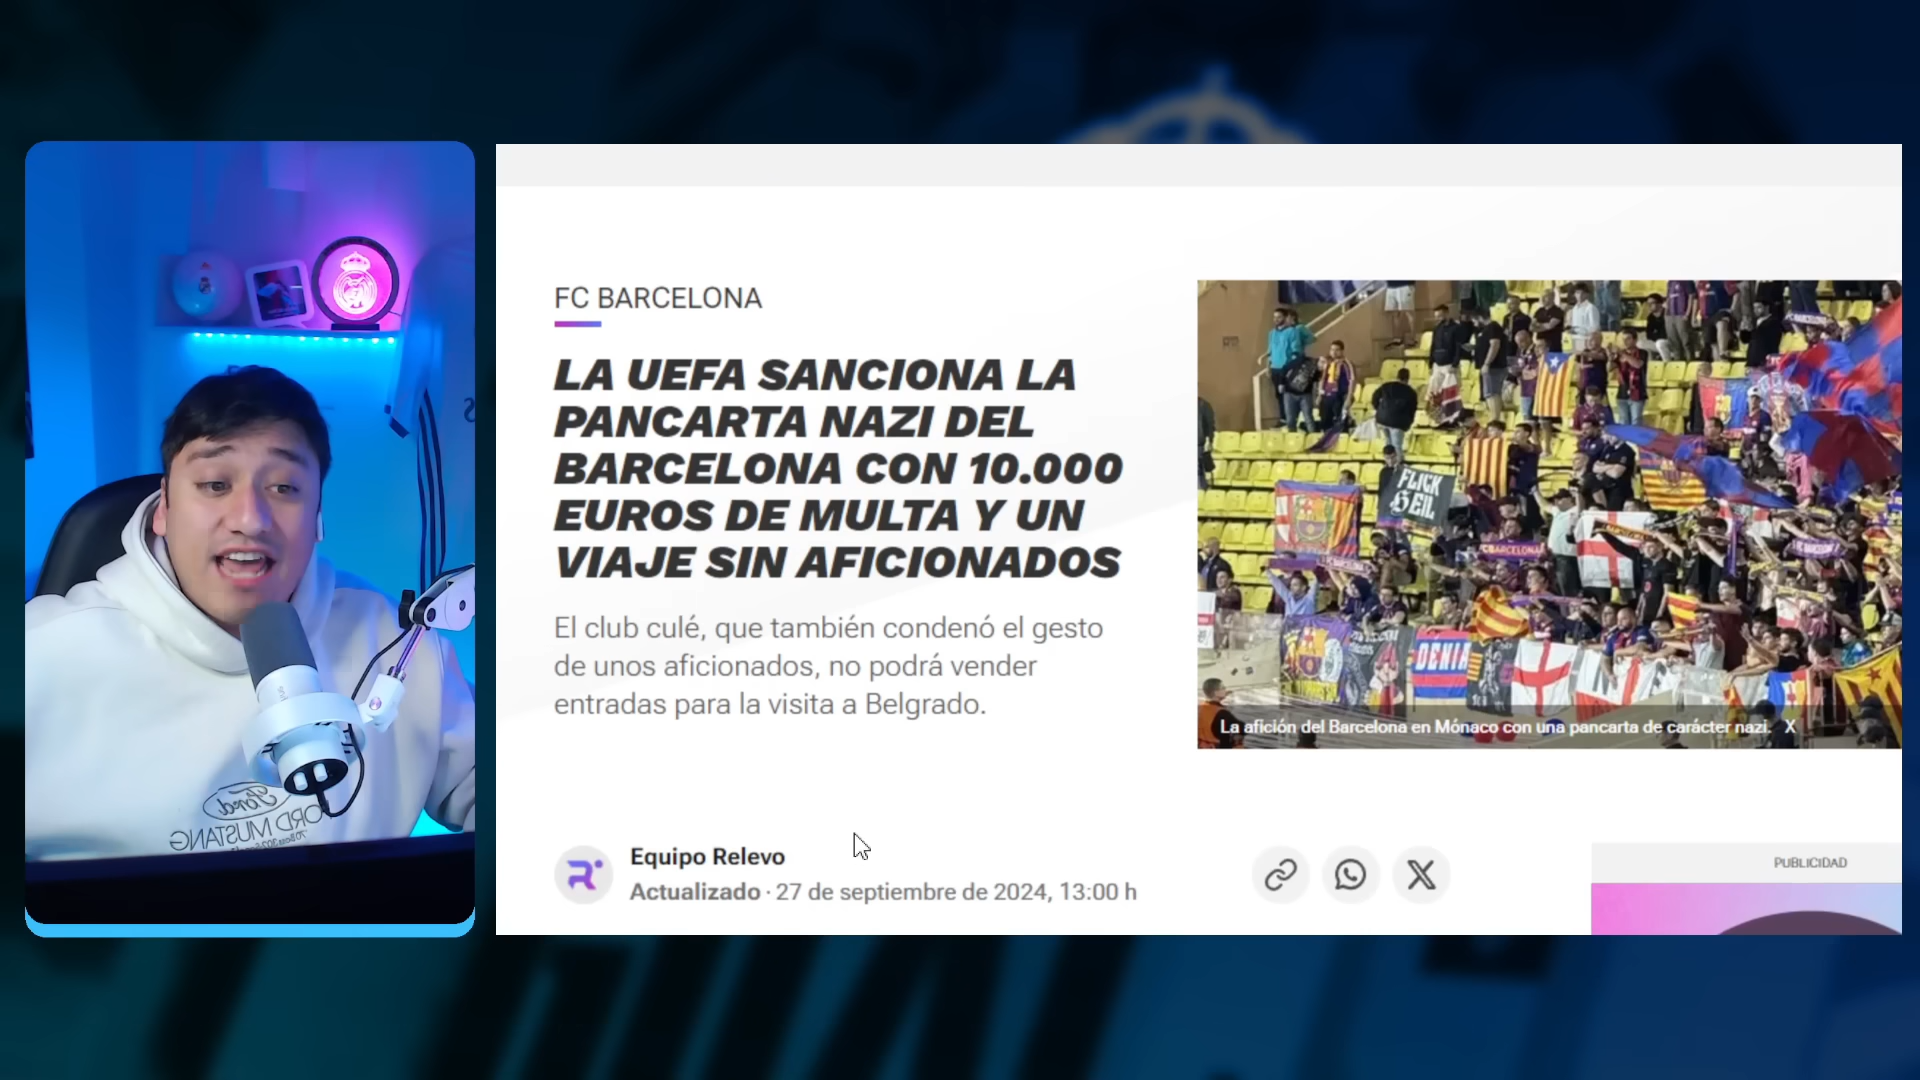 FC BARCELONA
LA UEFA SANCIONA LA
PANCARTA NAZI DEL
BARCELONA CON 10.000
EUROS DE MULTA Y UN
VIAJE SIN AFICIONADOS
El club culé, que también condenó el gesto
de unos aficionados, no podrá vender
entradas para la visita a Belgrado.
FLICK
HEIL
FC BARCELONA
DENIA
La afición del Barcelona en Mónaco con una pancarta de carácter nazi. X
Equipo Relevo
Actualizado · 27 de septiembre de 2024, 13:00 h
PUBLICIDAD
Ford
FORD MUSTANG